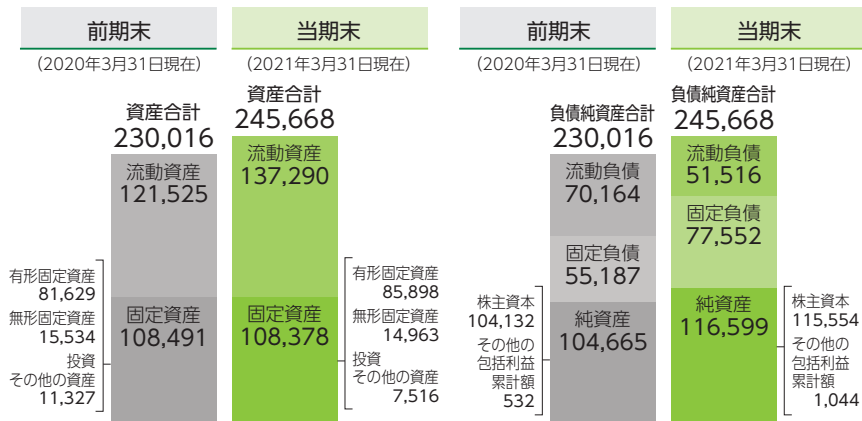 前期末
(2020年3月31日現在)
資産合計
230,016
流動資産
121,525
有形固定資産
81,629
無形固定資産
15,534
投資
その他の資産
11,327
固定資産
108,491
当期末
(2021年3月31日現在)
資産合計
245,668
流動資産
137,290
固定資産
108,378
有形固定資産
85,898
無形固定資産
14,963
投資
その他の資産
7,516
前期末
(2020年3月31日現在)
負債純資産合計
230,016
流動負債
70,164
固定負債
55,187
株主資本
104,132
その他の
包括利益
累計額
532
純資産
104,665
当期末
(2021年3月31日現在)
負債純資産合計
245,668
流動負債
51,516
固定負債
77,552
純資産
116,599
株主資本
115,554
その他の
包括利益
累計額
1,044